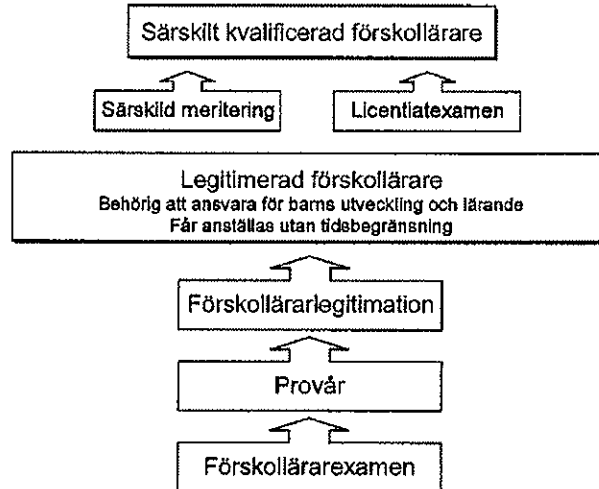 Särskilt kvalificerad förskollärare
Särskild meritering
Licentiatexamen
Legitimerad förskollärare
Behörig att ansvara för barns utveckling och lärande
Får anställas utan tidsbegränsning
Förskollärarlegitimation
Provår
Förskollärarexamen